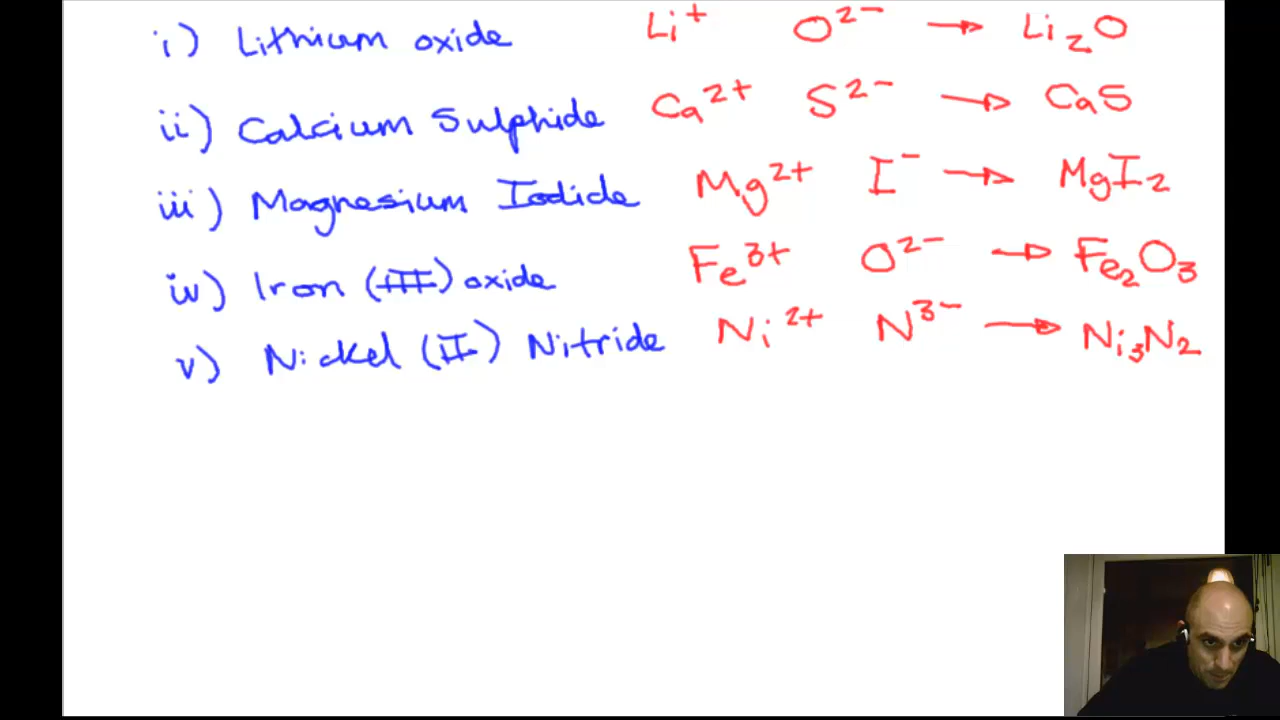 i) Lithium oxide Li⁺ O²⁻ → Li₂O
ii) Calcium Sulphide Ca²⁺ S²⁻ → CaS
iii) Magnesium Iodide Mg²⁺ I⁻ → MgI₂
iv) Iron (III) oxide Fe³⁺ O²⁻ → Fe₂O₃
v) Nickel (II) Nitride Ni²⁺ N³⁻ → Ni₃N₂